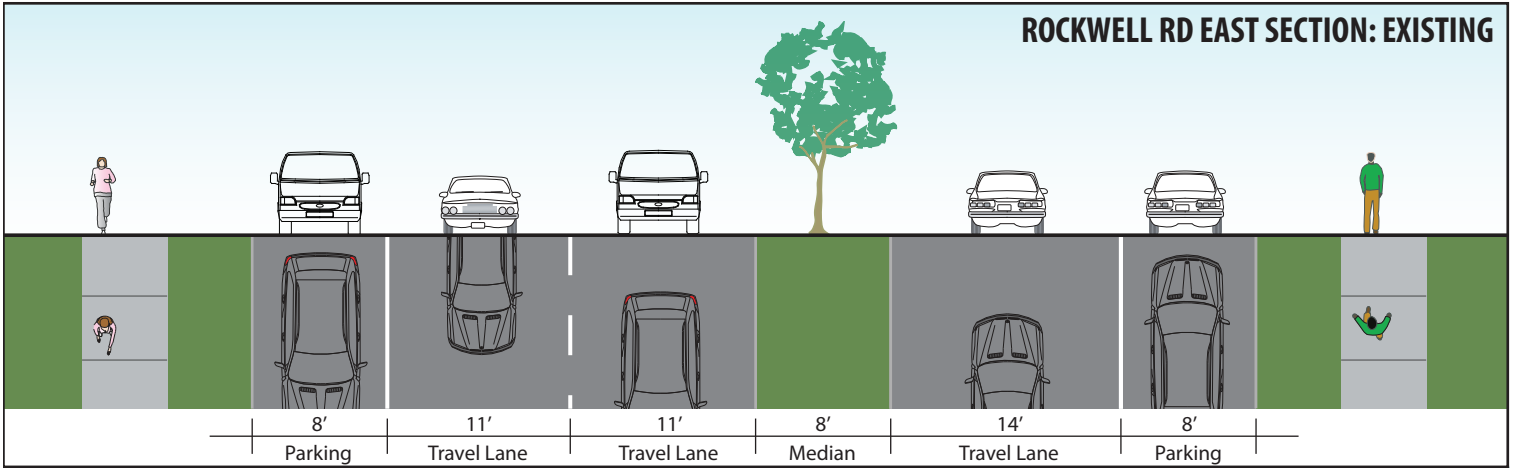 ROCKWELL RD EAST SECTION: EXISTING
8’ 11’ 11’ 8’ 14’ 8’
Parking Travel Lane Travel Lane Median Travel Lane Parking